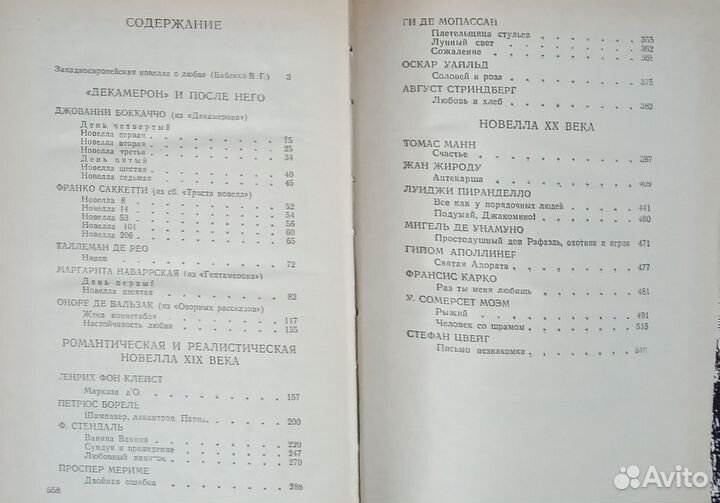 СОДЕРЖАНИЕ
Западноевропейская новелла о любви (Бабенко В. Г.) 3
«ДЕКАМЕРОН» И ПОСЛЕ НЕГО
ДЖОВАННИ БОККАЧЧО (из «Декамерона»)
День четвертый
Новелла первая 15
Новелла вторая 25
Новелла третья 34
День пятый
Новелла шестая 40
Новелла седьмая 45
ФРАНКО САККЕТТИ (из сб. «Триста новелл»)
Новелла 8 52
Новелла 14 54
Новелла 53 56
Новелла 101 60
Новелла 206 65
ТАЛЛЕМАН ДЕ РЕО
Нинон 72
МАРГАРИТА НАВАРРСКАЯ (из «Гептамерона»)
День первый
Новелла десятая 82
ОНОРЕ ДЕ БАЛЬЗАК (из «Озорных рассказов»)
Жена коннетабля 117
Настойчивость любви 135
РОМАНТИЧЕСКАЯ И РЕАЛИСТИЧЕСКАЯ
НОВЕЛЛА XIX ВЕКА
ГЕНРИХ ФОН КЛЕЙСТ
Маркиза д'О. 157
ПЕТРЮС БОРЕЛЬ
Шампавер, ликантроп. 200
Ф. СТЕНДАЛЬ
Ванина Ванини 220
Сундук и привидение 247
Любовный напиток 270
ПРОСПЕР МЕРИМЕ
Двойная ошибка 288
558
ГИ ДЕ МОПАССАН
Плетельщица стульев 355
Лунный свет 362
Сожаление 368
ОСКАР УАЙЛЬД
Соловей и роза 375
АВГУСТ СТРИНДБЕРГ
Любовь и хлеб 382
НОВЕЛЛА XX ВЕКА
ТОМАС МАНН
Счастье 397
ЖАН ЖИРОДУ
Аптекарша 409
ЛУИДЖИ ПИРАНДЕЛЛО
Все как у порядочных людей 441
Подумай, Джакомино! 460
МИГЕЛЬ ДЕ УНАМУНО
Простодушный дон Рафаэль, охотник и игрок 471
ГИЙОМ АПОЛЛИНЕР
Святая Адората 477
ФРАНСИС КАРКО
Раз ты меня любишь 481
У. СОМЕРСЕТ МОЭМ
Рыжий 491
Человек со шрамом 515
СТЕФАН ЦВЕЙГ
Письмо незнакомки
Avito